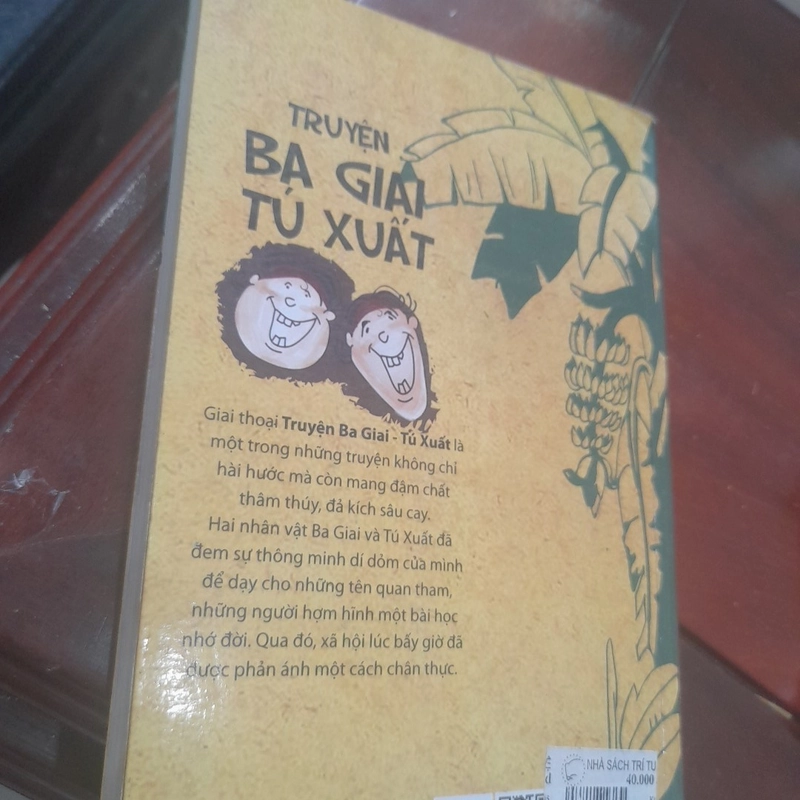 TRUYỆN
BA GIAI
TÚ XUẤT
Giai thoại Truyện Ba Giai - Tú Xuất là
một trong những truyện không chỉ
hài hước mà còn mang đậm chất
thâm thúy, đả kích sâu cay.
Hai nhân vật Ba Giai và Tú Xuất đã
đem sự thông minh dí dỏm của mình
để dạy cho những tên quan tham,
những người hợm hĩnh một bài học
nhớ đời. Qua đó, xã hội lúc bấy giờ đã
được phản ánh một cách chân thực.
NHÀ SÁCH TRÍ TU
40.000